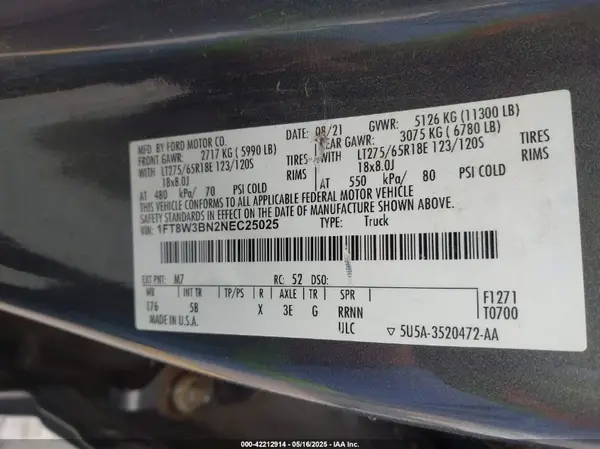 MFD. BY FORD MOTOR CO.
DATE: 08/21 GVWR: 5126 KG (11300 LB)
FRONT GAWR: 2717 KG ( 5990 LB) REAR GAWR: 3075 KG ( 6780 LB)
WITH LT275/65R18E 123/120S TIRES WITH LT275/65R18E 123/120S TIRES
18x8.0J RIMS 18x8.0J RIMS
AT 480 kPa/ 70 PSI COLD AT 550 kPa/ 80 PSI COLD
THIS VEHICLE CONFORMS TO ALL APPLICABLE FEDERAL MOTOR VEHICLE
SAFETY STANDARDS IN EFFECT ON THE DATE OF MANUFACTURE SHOWN ABOVE.
VIN: 1FT8W3BN2NEC25025 TYPE: Truck
EXT PNT: M7 RC: 52 DSO:
WB INT TR TP/PS R AXLE TR SPR
176 5B X 3E G RRNN
F1271
T0700
MADE IN U.S.A. ULC ▽ 5U5A-3520472-AA
000-42212914 - 05/16/2025 - IAA Inc.